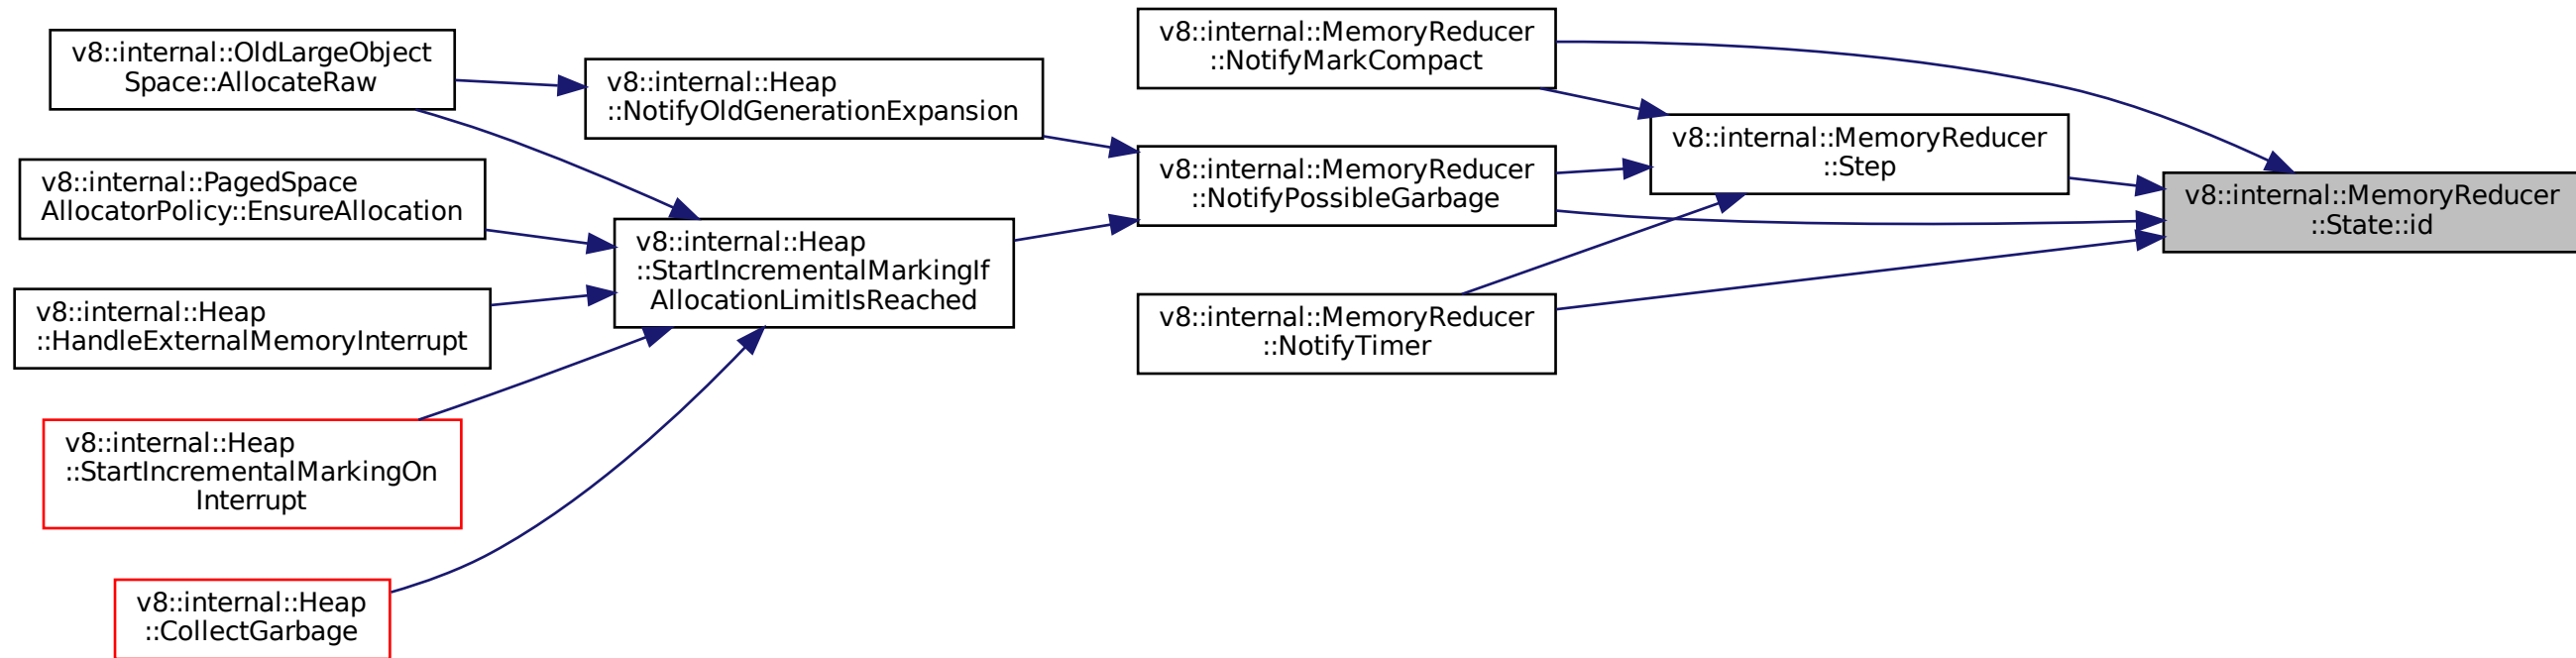 v8::internal::OldLargeObject
Space::AllocateRaw
v8::internal::PagedSpace
AllocatorPolicy::EnsureAllocation
v8::internal::Heap
::HandleExternalMemoryInterrupt
v8::internal::Heap
::StartIncrementalMarkingOn
Interrupt
v8::internal::Heap
::CollectGarbage
v8::internal::Heap
::NotifyOldGenerationExpansion
v8::internal::Heap
::StartIncrementalMarkingIf
AllocationLimitIsReached
v8::internal::MemoryReducer
::NotifyMarkCompact
v8::internal::MemoryReducer
::NotifyPossibleGarbage
v8::internal::MemoryReducer
::NotifyTimer
v8::internal::MemoryReducer
::Step
v8::internal::MemoryReducer
::State::id